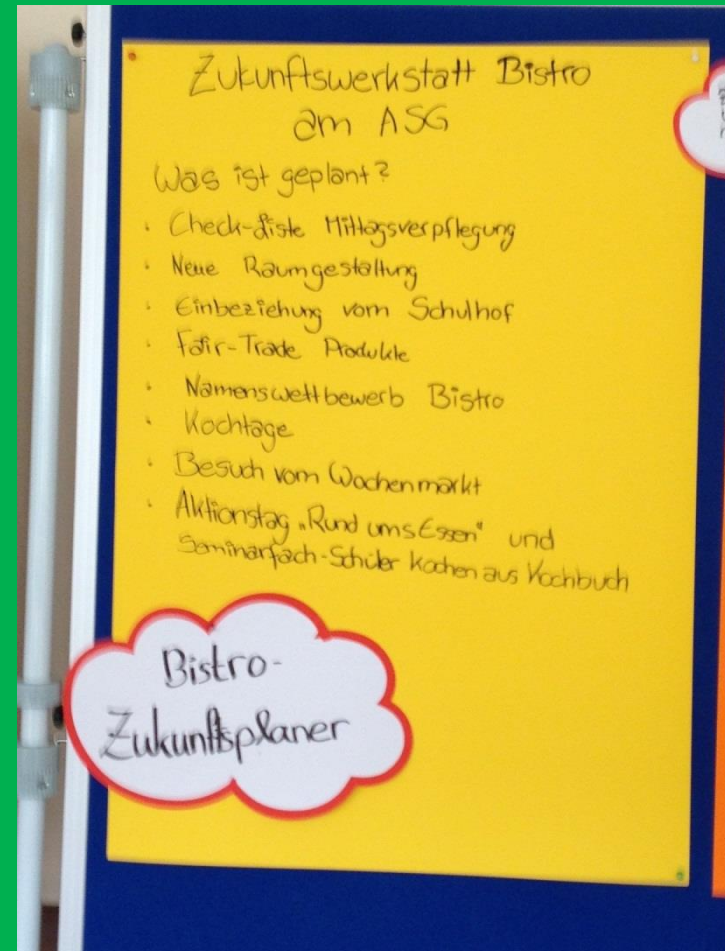 Zukunftswerkstatt Bistro
am ASG
Was ist geplant?
• Check-Liste Mittagsverpflegung
• Neue Raumgestaltung
• Einbeziehung vom Schulhof
• Fair-Trade Produkte
• Namenswettbewerb Bistro
• Kochtage
• Besuch vom Wochenmarkt
• Aktionstag „Rund ums Essen" und
Seminarfach-Schüler kochen aus Kochbuch
Bistro-
Zukunftsplaner